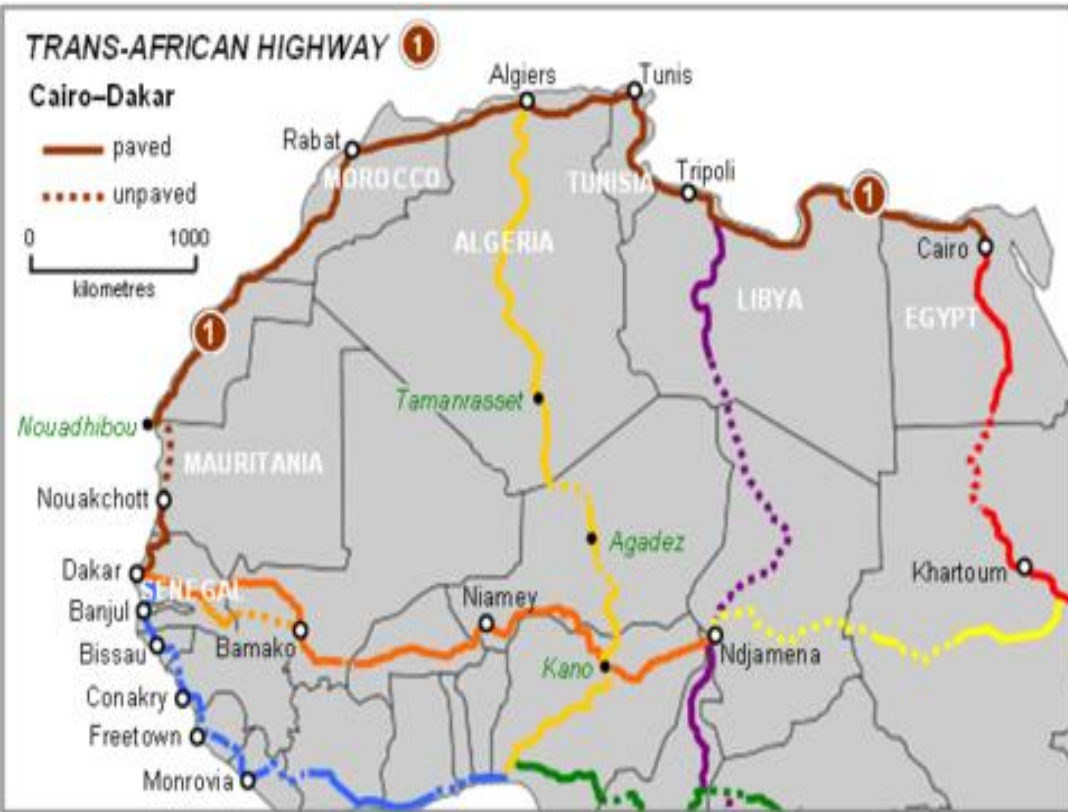 TRANS-AFRICAN HIGHWAY 1
Cairo–Dakar
paved
unpaved
0 1000
kilometres
Algiers
Tunis
Rabat
MOROCCO
TUNISIA
Tripoli
1
ALGERIA
Cairo
LIBYA
EGYPT
1
Tamanrasset
Nouadhibou
MAURITANIA
Nouakchott
Agadez
Dakar
SENEGAL
Khartoum
Banjul
Niamey
Bissau
Bamako
Ndjamena
Kano
Conakry
Freetown
Monrovia